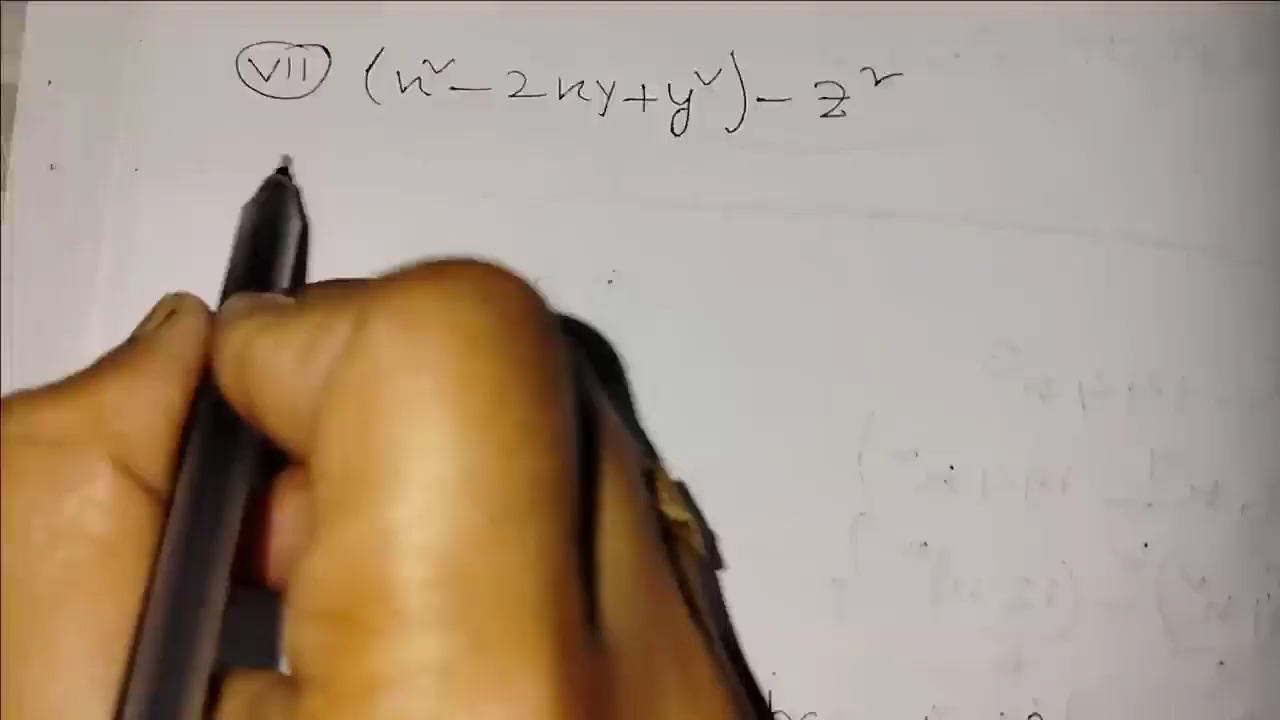 (VII) (x² - 2xy + y²) - z²